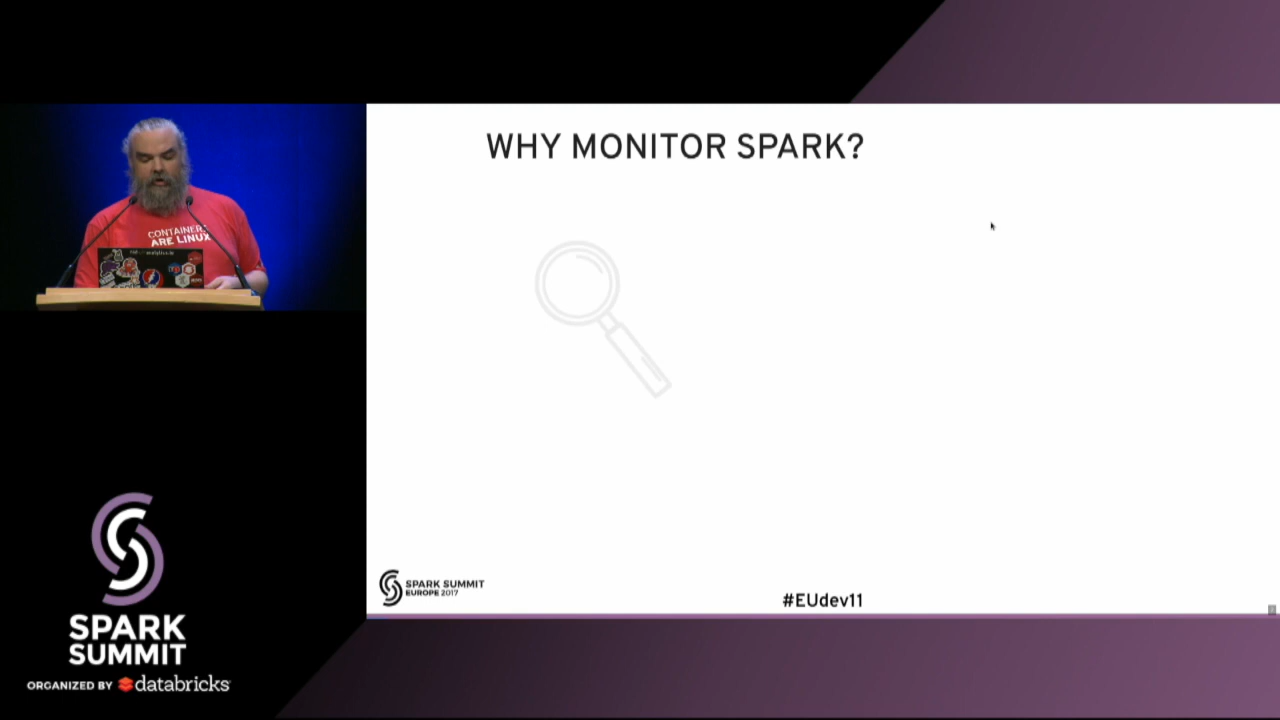 WHY MONITOR SPARK?
CONTAINERS
ARE LINUX
SPARK SUMMIT
EUROPE 2017
#EUdev11
SPARK
SUMMIT
ORGANIZED BY databricks